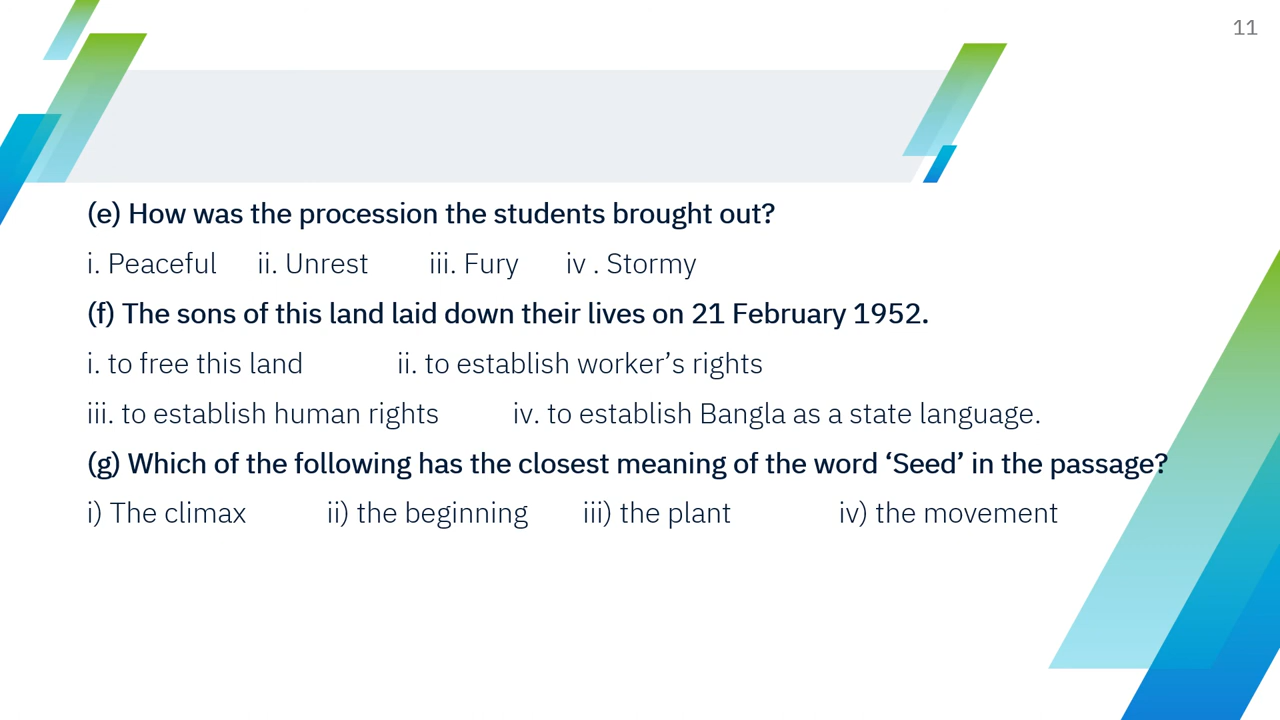 11
(e) How was the procession the students brought out?
i. Peaceful ii. Unrest iii. Fury iv . Stormy
(f) The sons of this land laid down their lives on 21 February 1952.
i. to free this land ii. to establish worker’s rights
iii. to establish human rights iv. to establish Bangla as a state language.
(g) Which of the following has the closest meaning of the word ‘Seed’ in the passage?
i) The climax ii) the beginning iii) the plant iv) the movement